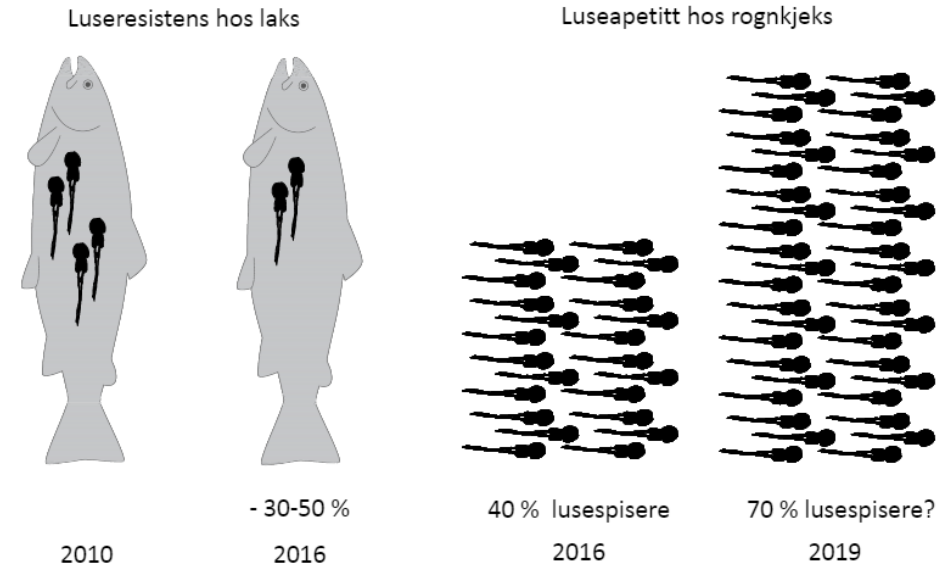 Luseresistens hos laks
Luseapetitt hos rognkjeks
- 30-50 %
40 % lusespisere
70 % lusespisere?
2010
2016
2016
2019